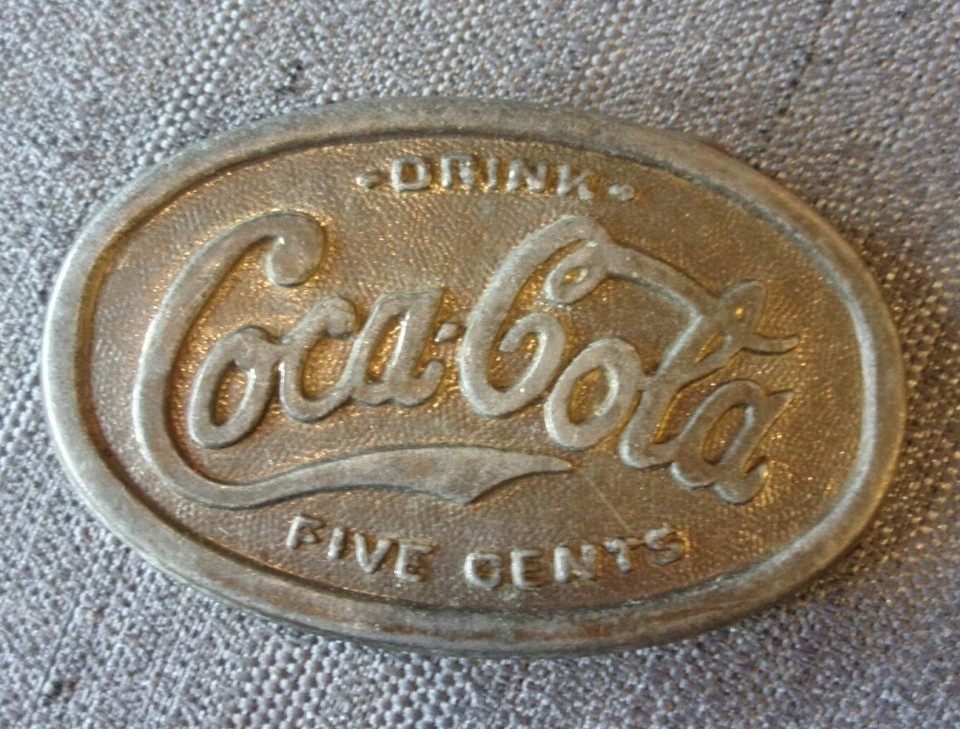 ·DRINK·
Coca-Cola
FIVE CENTS